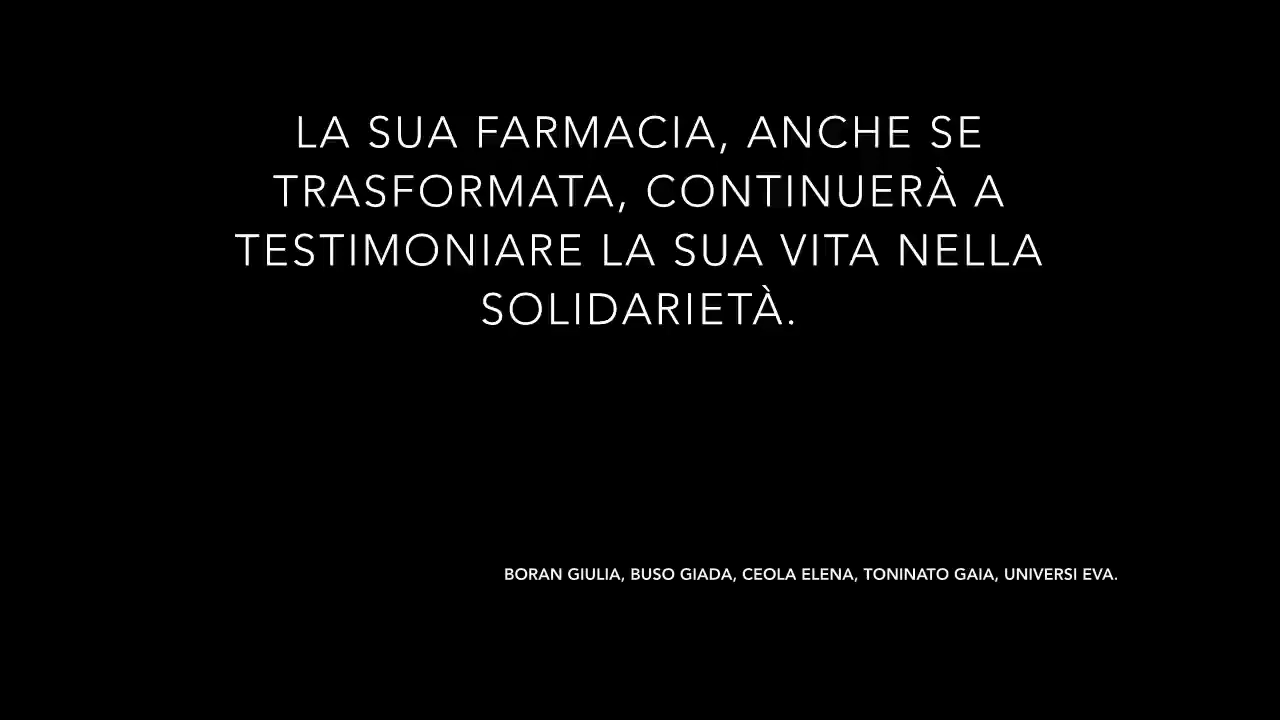 LA SUA FARMACIA, ANCHE SE
TRASFORMATA, CONTINUERÀ A
TESTIMONIARE LA SUA VITA NELLA
SOLIDARIETÀ.
BORAN GIULIA, BUSO GIADA, CEOLA ELENA, TONINATO GAIA, UNIVERSI EVA.